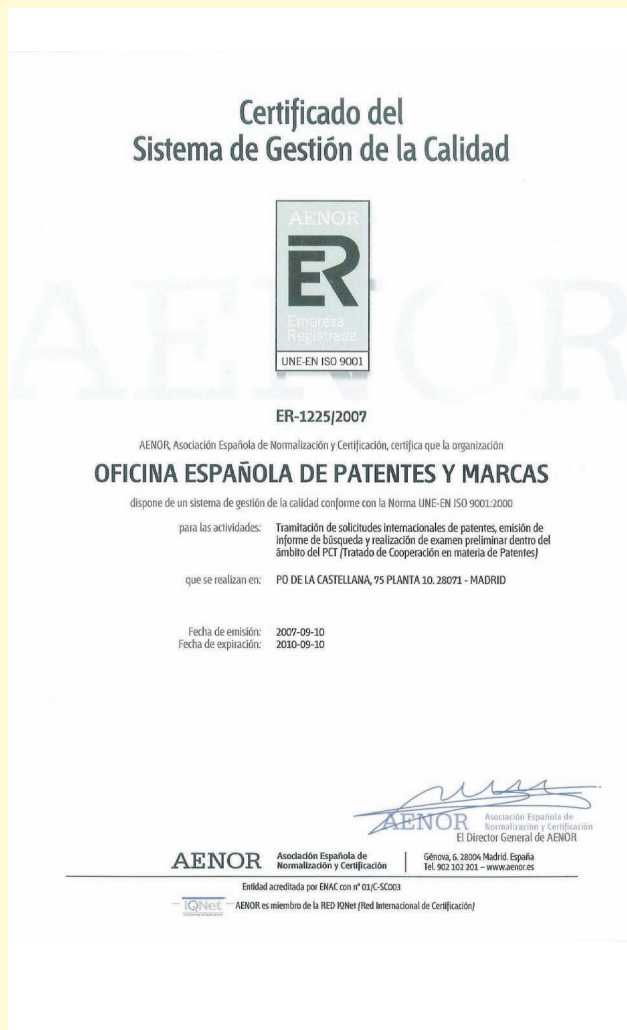 Certificado del
Sistema de Gestión de la Calidad
AENOR
ER
Empresa
Registrada
UNE-EN ISO 9001
AENOR
ER-1225/2007
AENOR, Asociación Española de Normalización y Certificación, certifica que la organización
OFICINA ESPAÑOLA DE PATENTES Y MARCAS
dispone de un sistema de gestión de la calidad conforme con la Norma UNE-EN ISO 9001:2000
para las actividades: Tramitación de solicitudes internacionales de patentes, emisión de
informe de búsqueda y realización de examen preliminar dentro del
ámbito del PCT (Tratado de Cooperación en materia de Patentes)
que se realizan en: PO DE LA CASTELLANA, 75 PLANTA 10. 28071 - MADRID
Fecha de emisión: 2007-09-10
Fecha de expiración: 2010-09-10
AENOR Asociación Española de
Normalización y Certificación
El Director General de AENOR
AENOR Asociación Española de
Normalización y Certificación
Génova, 6. 28004 Madrid. España
Tel. 902 102 201 – www.aenor.es
Entidad acreditada por ENAC con nº 01/C-SC003
IQNet
AENOR es miembro de la RED IQNet (Red Internacional de Certificación)